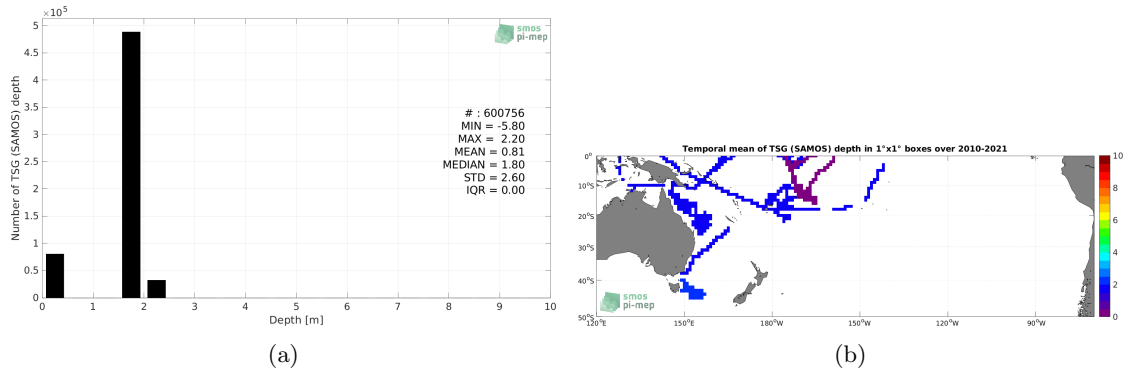 ×10⁵
5
4.5
4
3.5
3
2.5
2
1.5
1
0.5
0
Number of TSG (SAMOS) depth
smos
pi-mep
# : 600756
MIN = -5.80
MAX = 2.20
MEAN = 0.81
MEDIAN = 1.80
STD = 2.60
IQR = 0.00
0 1 2 3 4 5 6 7 8 9 10
Depth [m]
(a)
Temporal mean of TSG (SAMOS) depth in 1°x1° boxes over 2010-2021
0°
10°S
20°S
30°S
40°S
50°S
smos
pi-mep
120°E 150°E 180°W 150°W 120°W 90°W
10
8
6
4
2
0
(b)